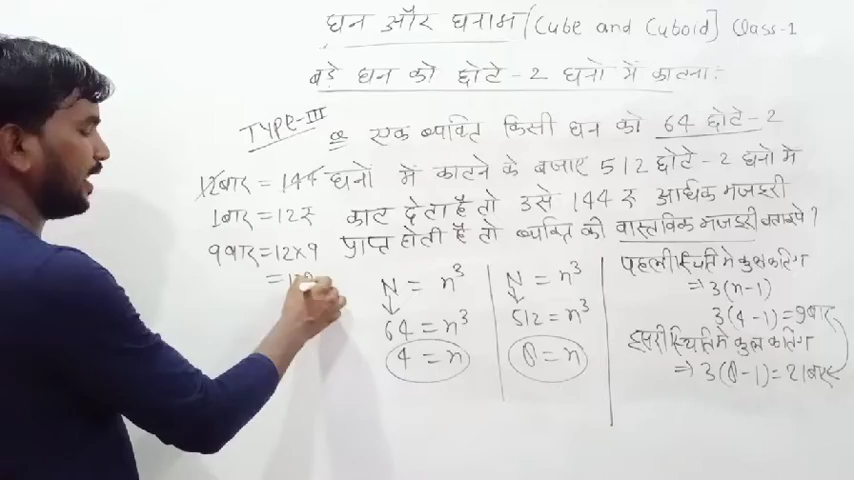 घन और घनाभ (Cube and Cuboid) Class-1
बड़े घन को छोटे-2 घनों में काटना:
TYPE-III Q एक व्यक्ति किसी घन को 64 छोटे-2
घनों में काटने के बजाए 512 छोटे-2 घनो में
काट देता है तो उसे 144 रु आर्थिक मजदूरी
प्राप्त होती है तो व्यक्ति की वास्तविक मजदूरी बताइये?
12बार = 144
1बार = 12रु
9बार = 12×9
N = n³
64 = n³
4 = n
N = n³
512 = n³
8 = n
पहली स्थिति में कुल कटिंग
⇒ 3(n-1)
3(4-1) = 9बार
दूसरी स्थिति में कुल कटिंग
⇒ 3(8-1) = 21बार